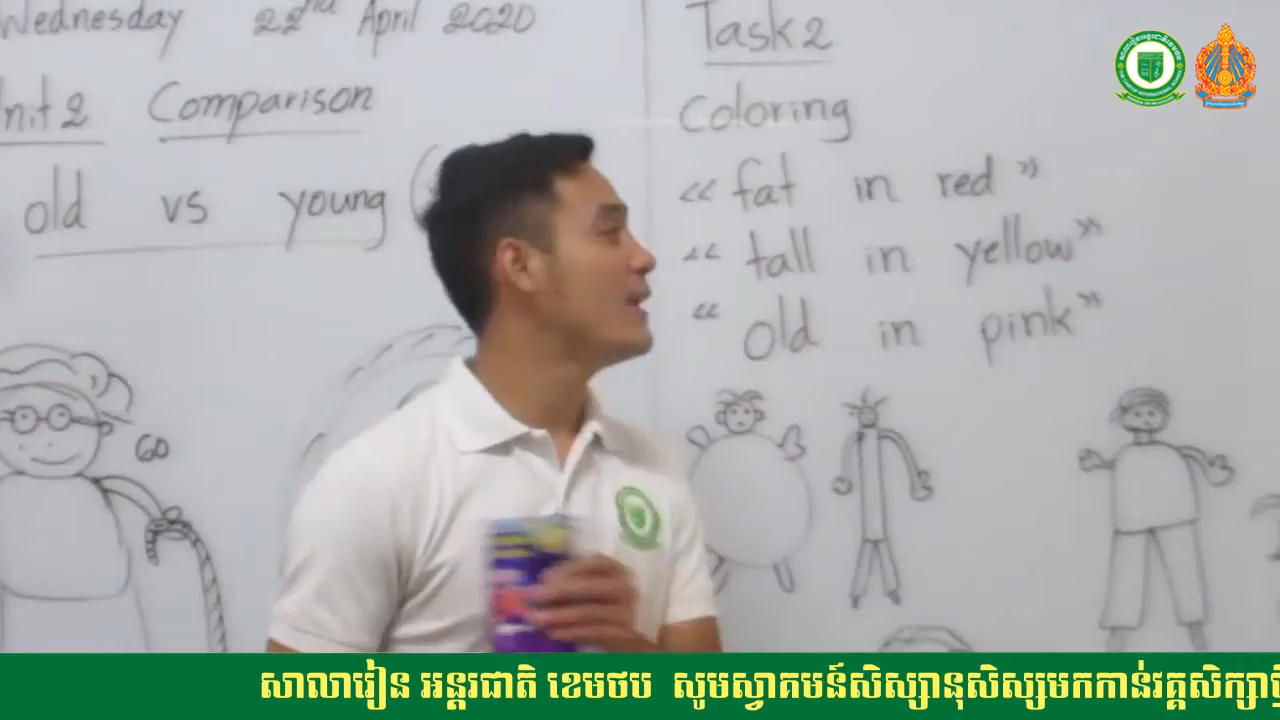 Wednesday 22nd April 2020
Unit 2 Comparison
old vs young
60
Task 2
Coloring
“ fat in red ”
“ tall in yellow ”
“ old in pink ”
សាលារៀន អន្តរជាតិ ខេមថប សូមស្វាគមន៍សិស្សានុសិស្សមកកាន់វគ្គសិក្សា